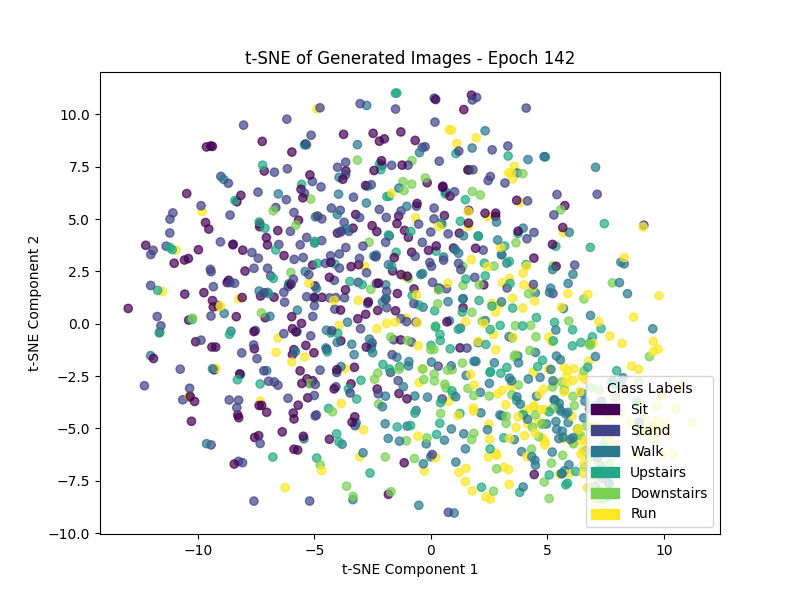 t-SNE of Generated Images - Epoch 142
t-SNE Component 2
10.0
7.5
5.0
2.5
0.0
−2.5
−5.0
−7.5
−10.0
Class Labels
Sit
Stand
Walk
Upstairs
Downstairs
Run
−10
−5
0
5
10
t-SNE Component 1